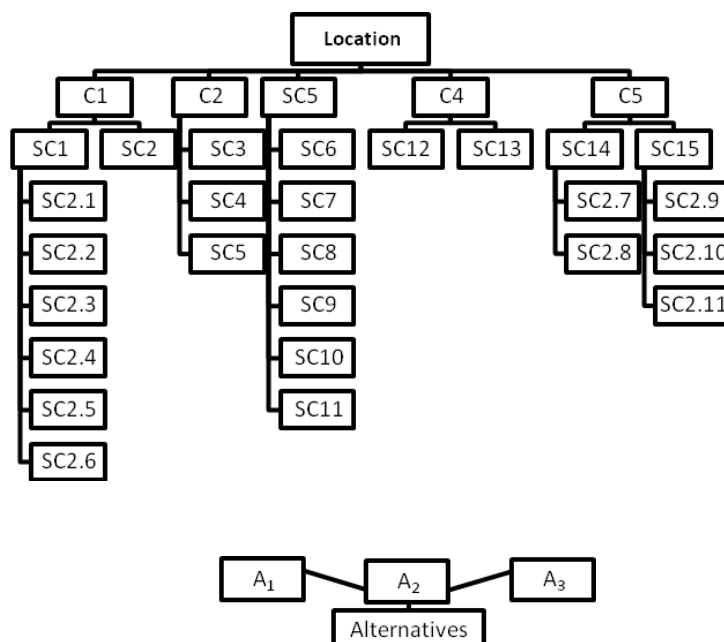 Location
C1 C2 SC5 C4 C5
SC1 SC2 SC3 SC6 SC12 SC13 SC14 SC15
SC2.1 SC4 SC7 SC2.7 SC2.9
SC2.2 SC5 SC8 SC2.8 SC2.10
SC2.3 SC9 SC2.11
SC2.4 SC10
SC2.5 SC11
SC2.6
A₁ A₂ A₃
Alternatives